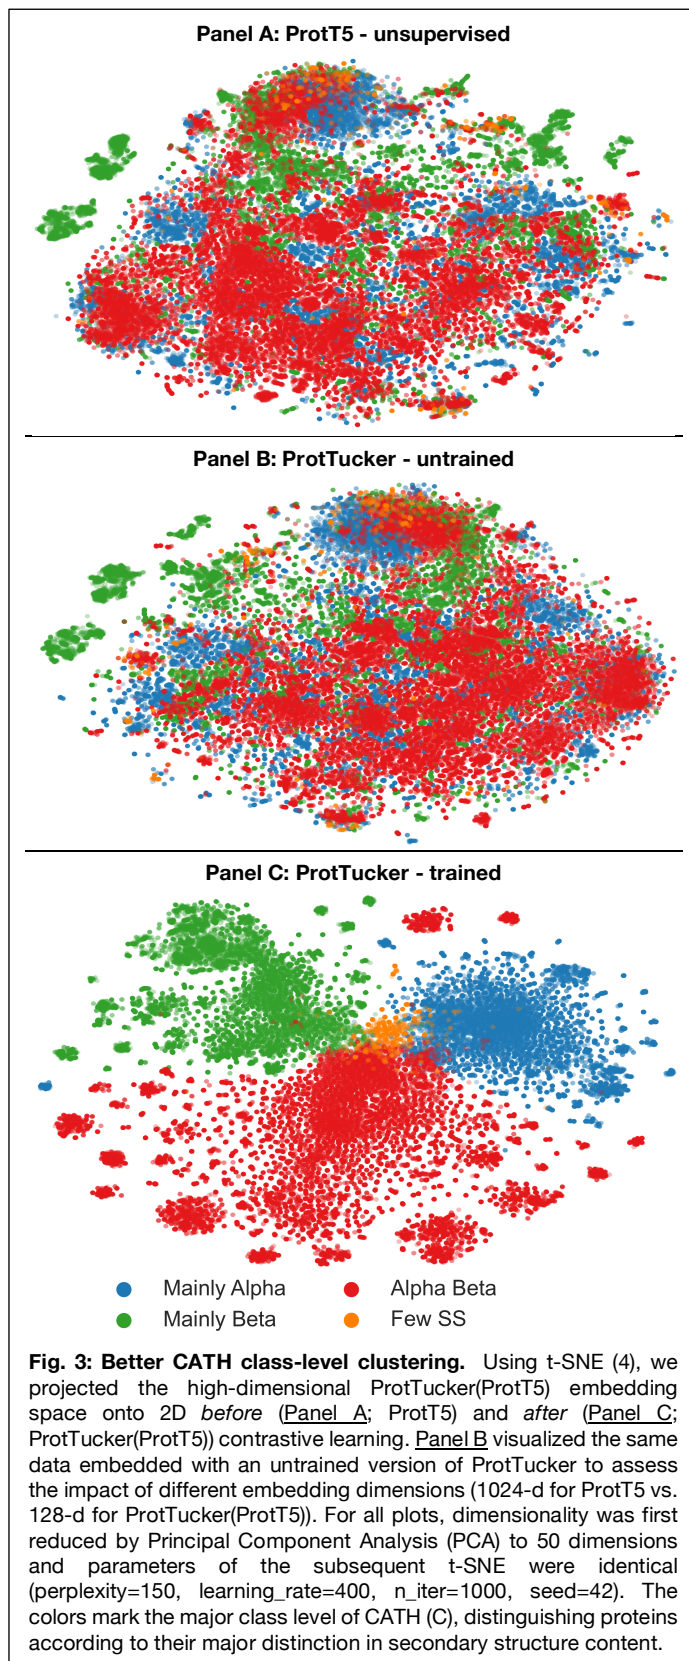 Panel A: ProtT5 - unsupervised
Panel B: ProtTucker - untrained
Panel C: ProtTucker - trained
Mainly Alpha
Alpha Beta
Mainly Beta
Few SS
Fig. 3: Better CATH class-level clustering. Using t-SNE (4), we
projected the high-dimensional ProtTucker(ProtT5) embedding
space onto 2D before (Panel A; ProtT5) and after (Panel C;
ProtTucker(ProtT5)) contrastive learning. Panel B visualized the same
data embedded with an untrained version of ProtTucker to assess
the impact of different embedding dimensions (1024-d for ProtT5 vs.
128-d for ProtTucker(ProtT5)). For all plots, dimensionality was first
reduced by Principal Component Analysis (PCA) to 50 dimensions
and parameters of the subsequent t-SNE were identical
(perplexity=150, learning_rate=400, n_iter=1000, seed=42). The
colors mark the major class level of CATH (C), distinguishing proteins
according to their major distinction in secondary structure content.